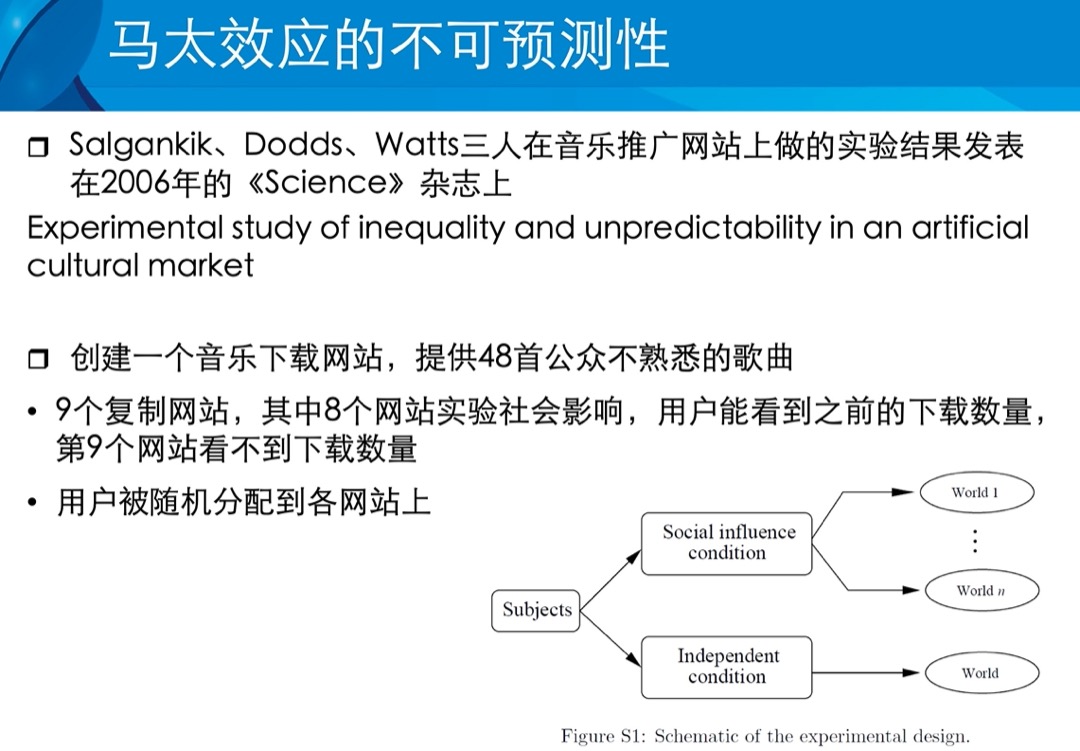 马太效应的不可预测性
Salgankik、Dodds、Watts三人在音乐推广网站上做的实验结果发表
在2006年的《Science》杂志上
Experimental study of inequality and unpredictability in an artificial
cultural market
创建一个音乐下载网站，提供48首公众不熟悉的歌曲
• 9个复制网站，其中8个网站实验社会影响，用户能看到之前的下载数量，
第9个网站看不到下载数量
• 用户被随机分配到各网站上
World 1
Social influence
condition
⋮
World n
Subjects
Independent
condition
World
Figure S1: Schematic of the experimental design.